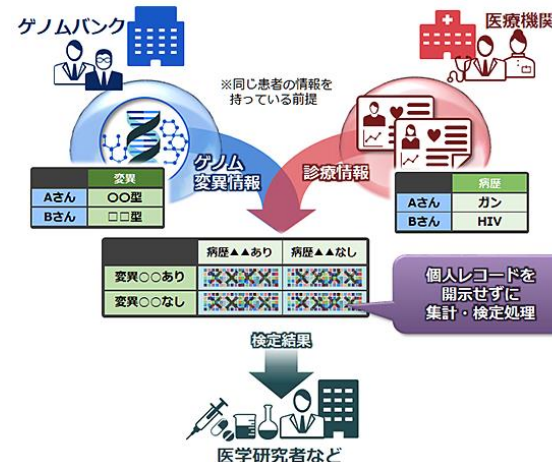 ゲノムバンク
医療機関
※同じ患者の情報を
持っている前提
ゲノム
変異情報
診療情報
変異
Aさん ○○型
Bさん □□型
病歴
Aさん ガン
Bさん HIV
病歴▲▲あり 病歴▲▲なし
変異○○あり
変異○○なし
個人レコードを
開示せずに
集計・検定処理
検定結果
医学研究者など